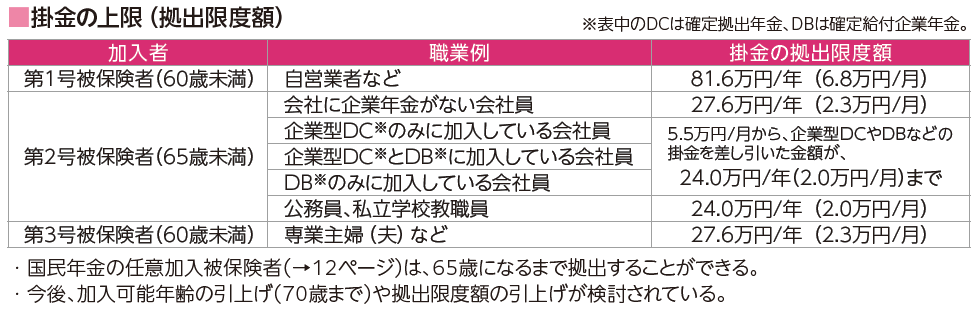 ■掛金の上限（拠出限度額）
※表中のDCは確定拠出年金、DBは確定給付企業年金。
加入者 職業例 掛金の拠出限度額
第1号被保険者（60歳未満） 自営業者など 81.6万円/年（6.8万円/月）
第2号被保険者（65歳未満）
会社に企業年金がない会社員 27.6万円/年（2.3万円/月）
企業型DC※のみに加入している会社員
企業型DC※とDB※に加入している会社員
DB※のみに加入している会社員
5.5万円/月から、企業型DCやDBなどの
掛金を差し引いた金額が、
24.0万円/年（2.0万円/月）まで
公務員、私立学校教職員 24.0万円/年（2.0万円/月）
第3号被保険者（60歳未満） 専業主婦（夫）など 27.6万円/年（2.3万円/月）
・国民年金の任意加入被保険者（→12ページ）は、65歳になるまで拠出することができる。
・今後、加入可能年齢の引上げ（70歳まで）や拠出限度額の引上げが検討されている。